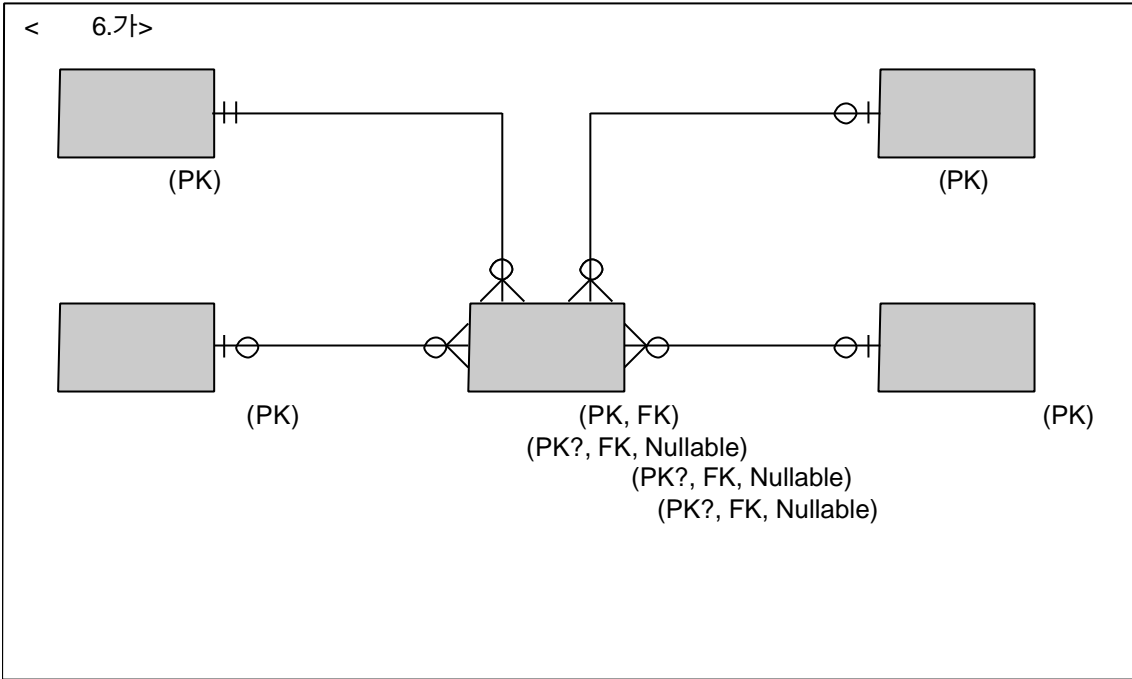 < 6.가>
(PK)
(PK)
(PK)
(PK, FK)
(PK)
(PK?, FK, Nullable)
(PK?, FK, Nullable)
(PK?, FK, Nullable)